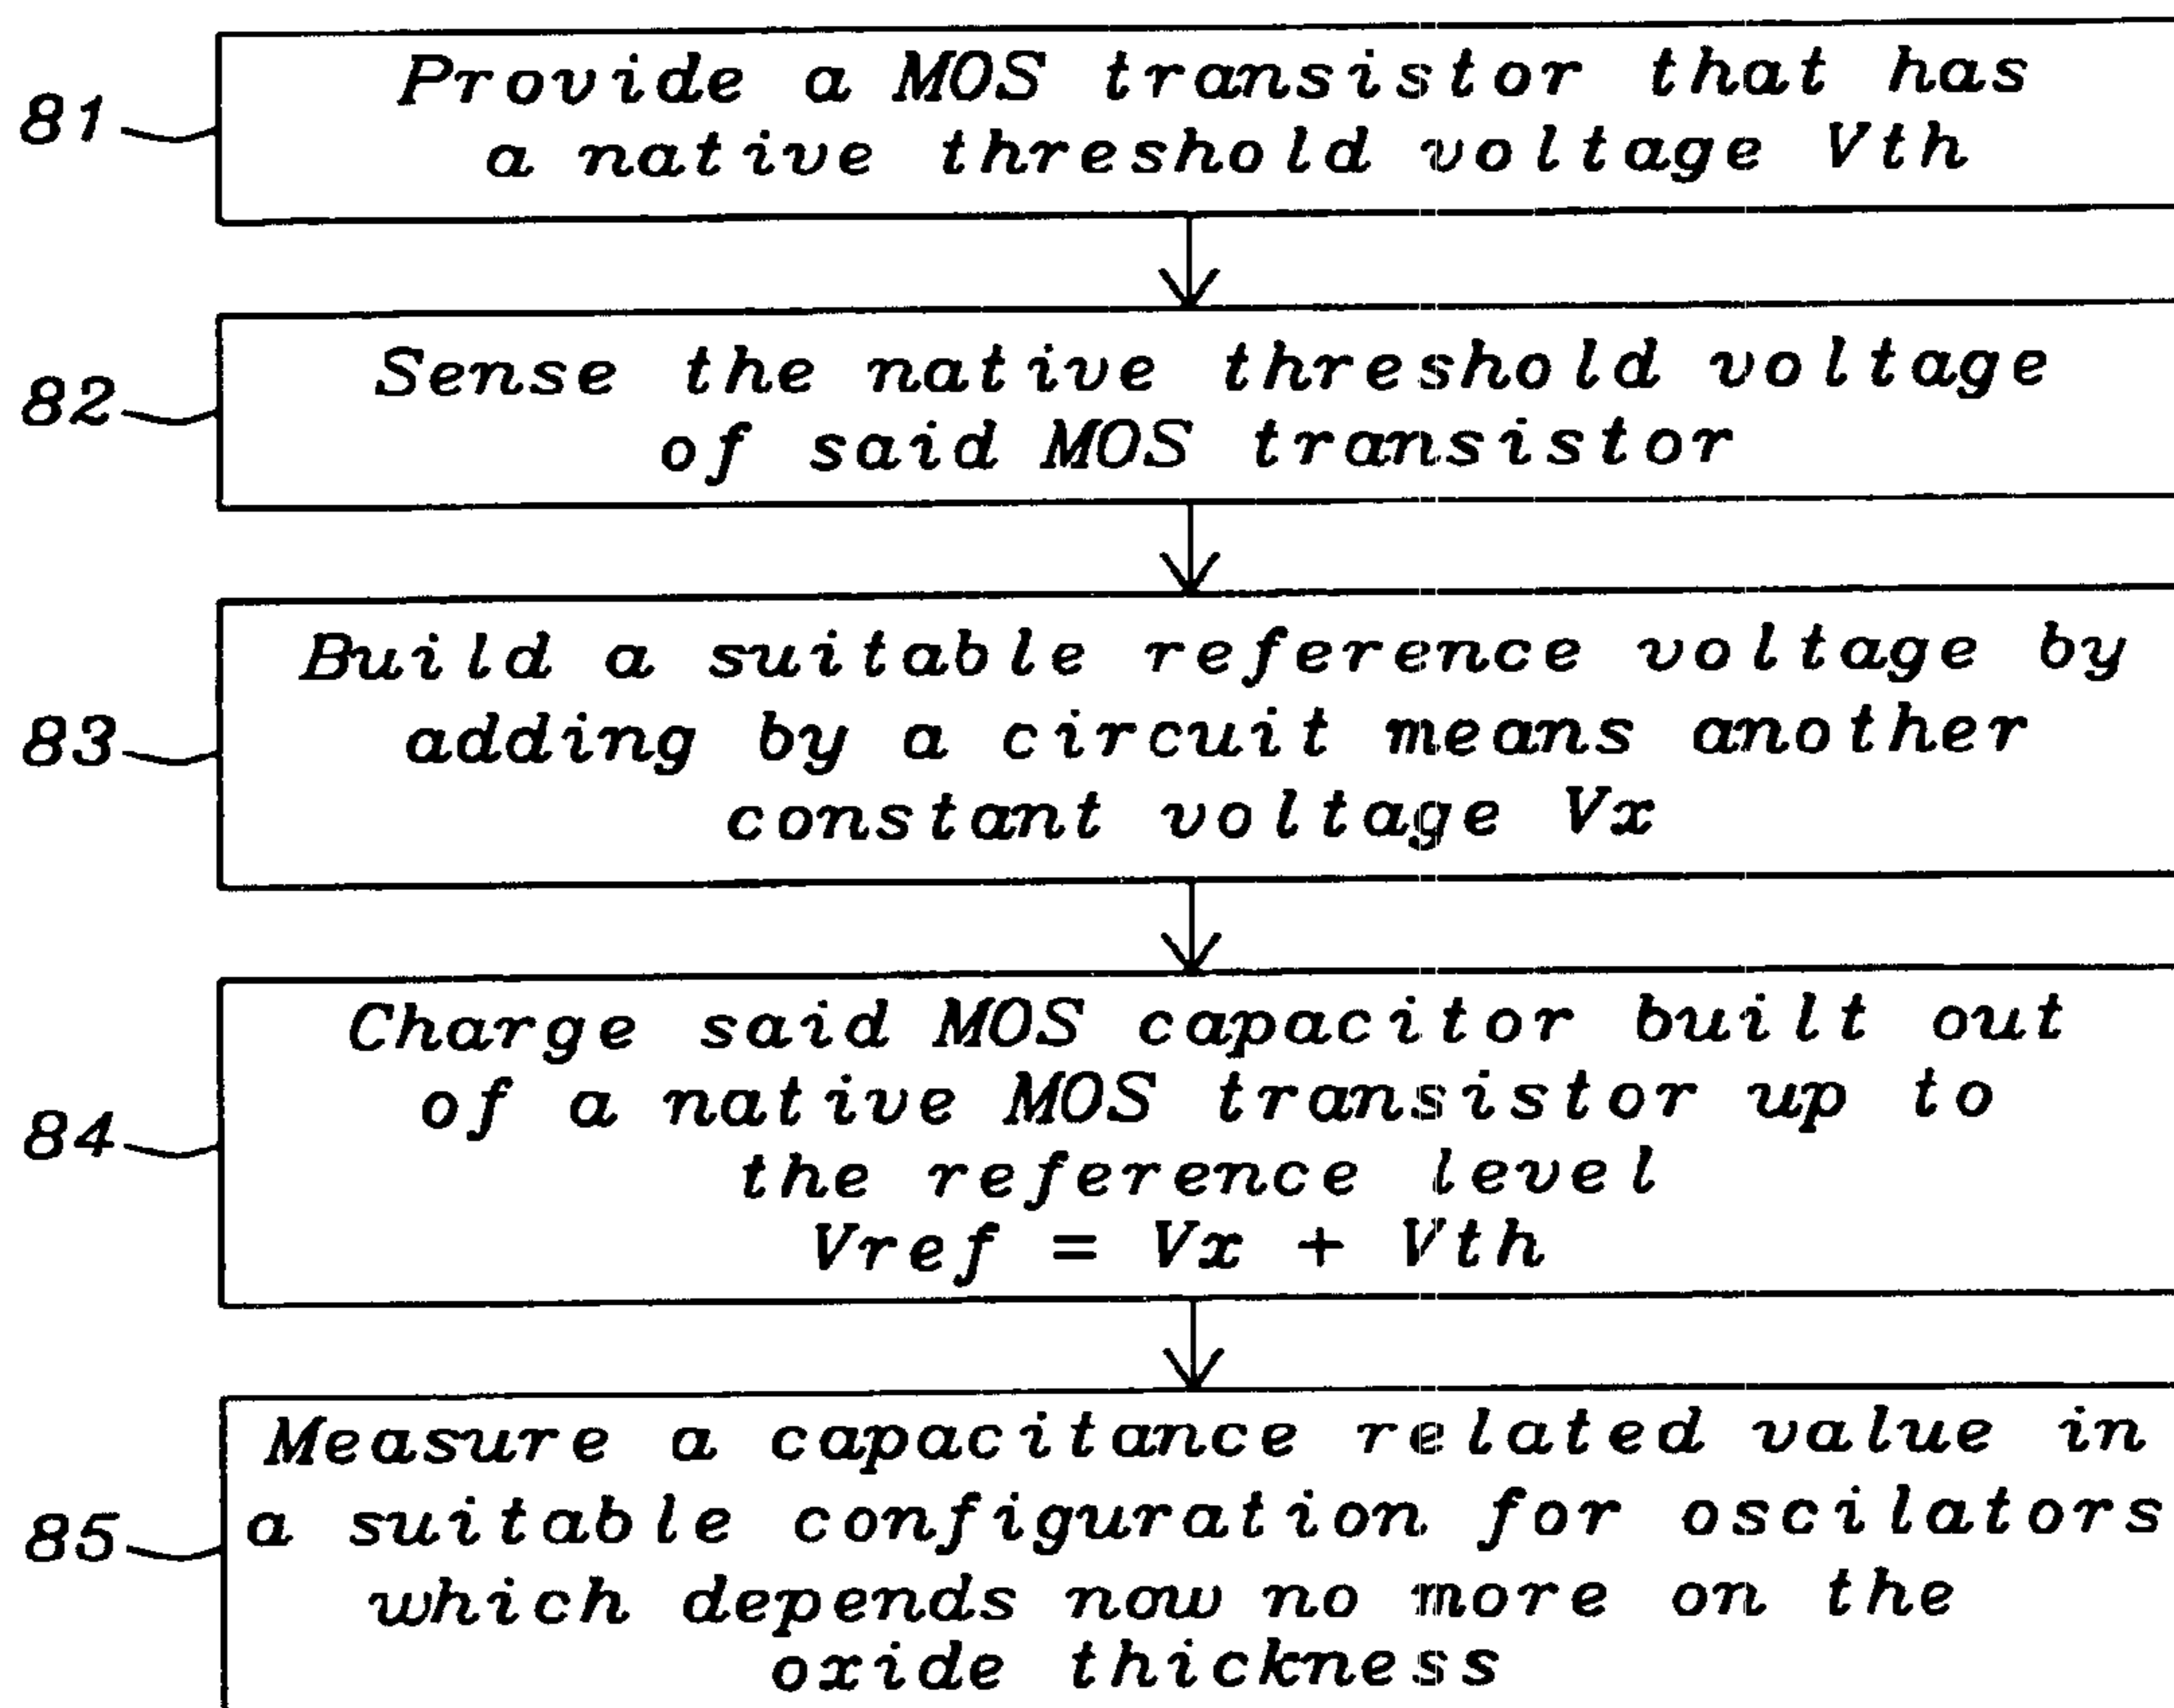 81
Provide a MOS transistor that has
a native threshold voltage Vth
82
Sense the native threshold voltage
of said MOS transistor
83
Build a suitable reference voltage by
adding by a circuit means another
constant voltage Vx
84
Charge said MOS capacitor built out
of a native MOS transistor up to
the reference level
Vref = Vx + Vth
85
Measure a capacitance related value in
a suitable configuration for oscilators
which depends now no more on the
oxide thickness